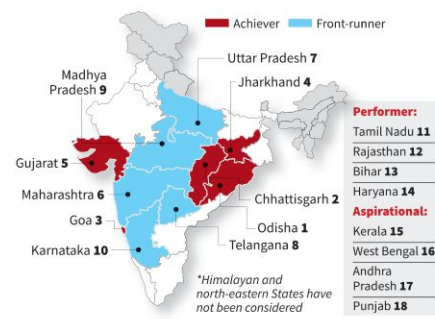 Achiever
Front-runner
Uttar Pradesh 7
Madhya
Pradesh 9
Jharkhand 4
Gujarat 5
Maharashtra 6
Goa 3
Karnataka 10
Chhattisgarh 2
Odisha 1
Telangana 8
*Himalayan and
north-eastern States have
not been considered
Performer:
Tamil Nadu 11
Rajasthan 12
Bihar 13
Haryana 14
Aspirational:
Kerala 15
West Bengal 16
Andhra
Pradesh 17
Punjab 18